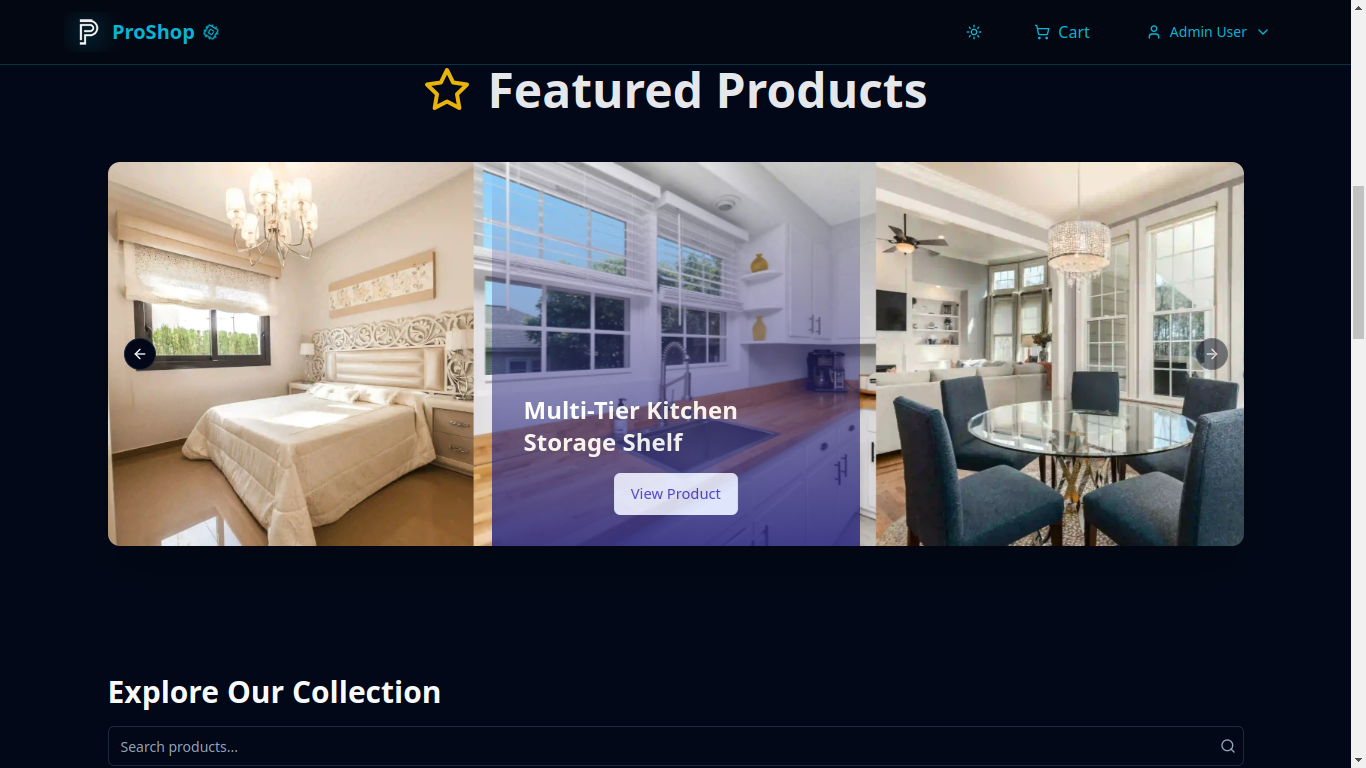 ProShop
Cart
Admin User
Featured Products
Multi-Tier Kitchen
Storage Shelf
View Product
Explore Our Collection
Search products...